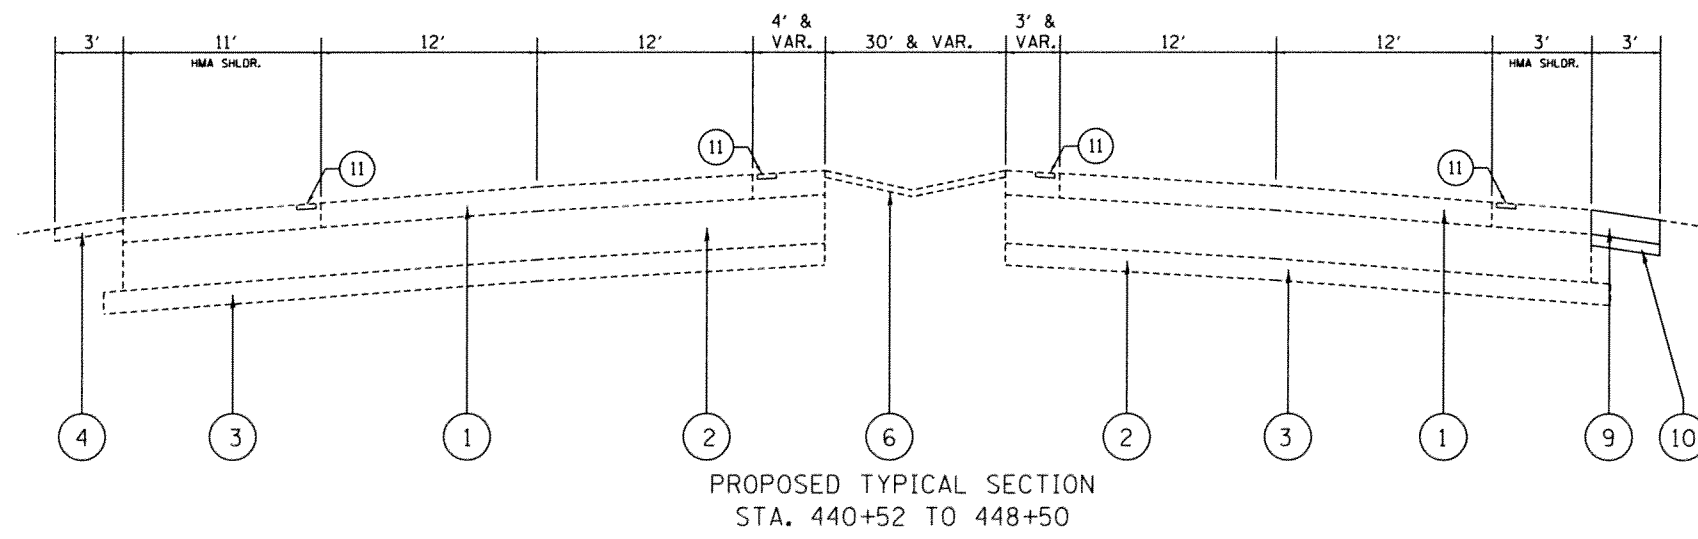 4' & 3' &
3' 11' 12' 12' VAR. 30' & VAR. VAR. 12' 12' 3' 3'
HMA SHLDR. HMA SHLDR.
11 11 11 11
4 3 1 2 6 2 3 1 9 10
PROPOSED TYPICAL SECTION
STA. 440+52 TO 448+50